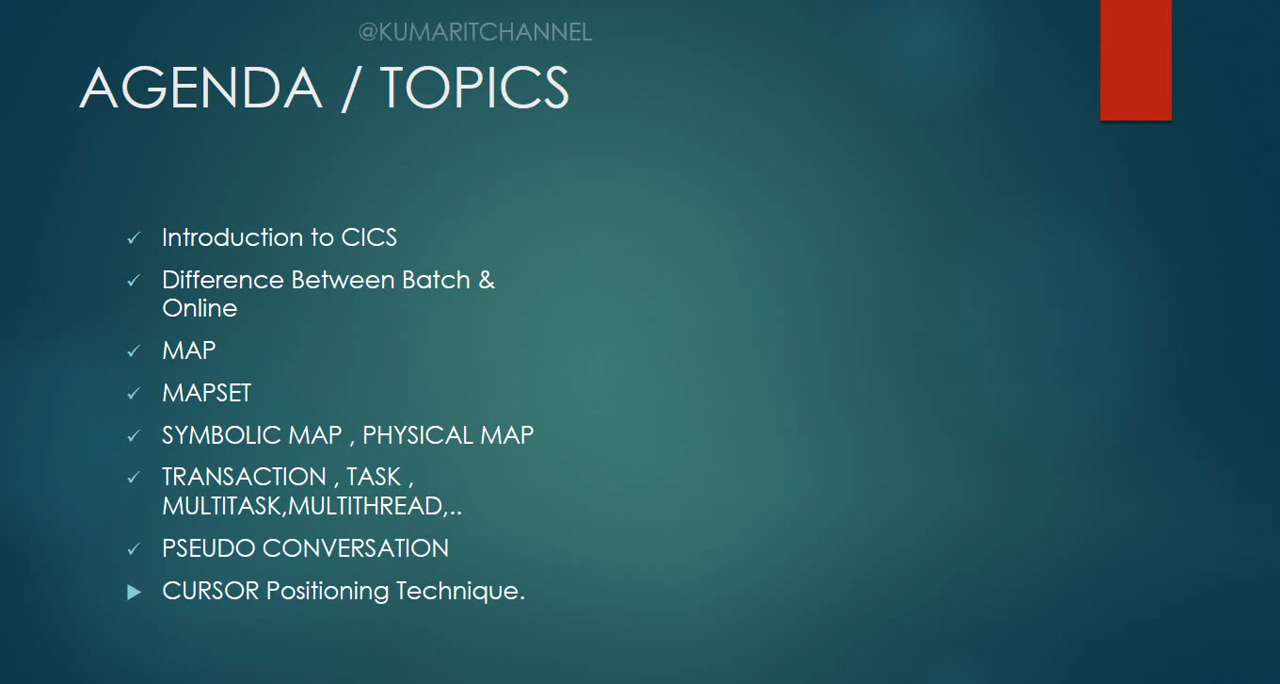 @KUMARITCHANNEL
AGENDA / TOPICS
Introduction to CICS
Difference Between Batch &
Online
MAP
MAPSET
SYMBOLIC MAP , PHYSICAL MAP
TRANSACTION , TASK ,
MULTITASK,MULTITHREAD,..
PSEUDO CONVERSATION
CURSOR Positioning Technique.